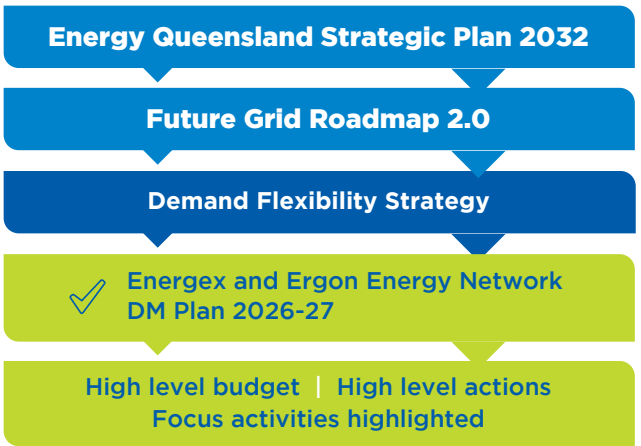 Energy Queensland Strategic Plan 2032
Future Grid Roadmap 2.0
Demand Flexibility Strategy
Energex and Ergon Energy Network
DM Plan 2026-27
High level budget | High level actions
Focus activities highlighted